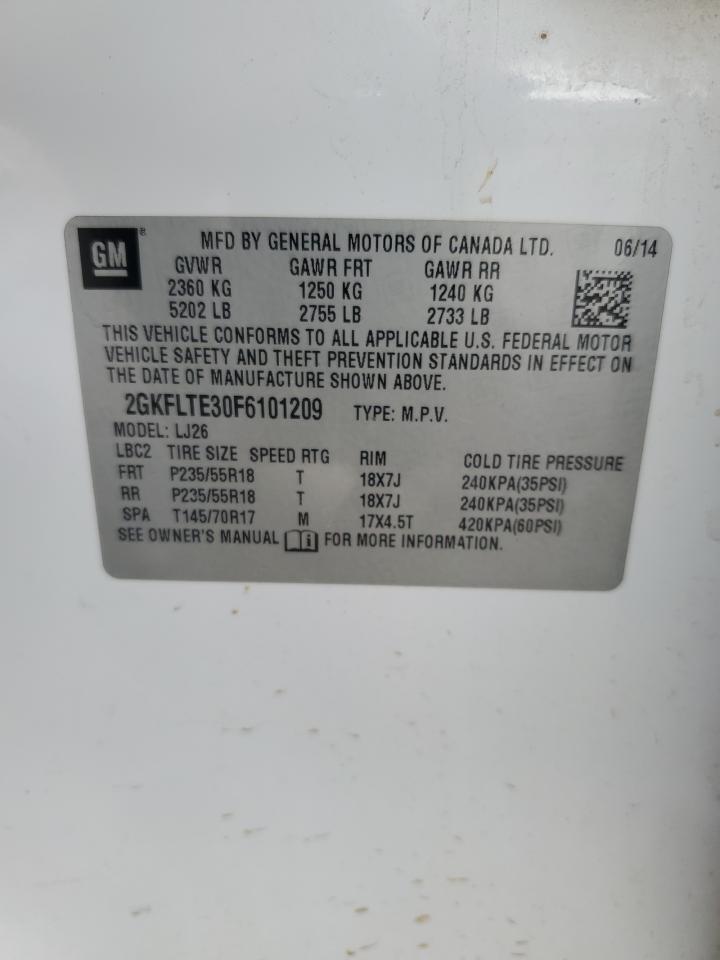 GM ® MFD BY GENERAL MOTORS OF CANADA LTD. 06/14
GVWR GAWR FRT GAWR RR
2360 KG 1250 KG 1240 KG
5202 LB 2755 LB 2733 LB
THIS VEHICLE CONFORMS TO ALL APPLICABLE U.S. FEDERAL MOTOR
VEHICLE SAFETY AND THEFT PREVENTION STANDARDS IN EFFECT ON
THE DATE OF MANUFACTURE SHOWN ABOVE.
2GKFLTE30F6101209 TYPE: M.P.V.
MODEL: LJ26
LBC2 TIRE SIZE SPEED RTG RIM COLD TIRE PRESSURE
FRT P235/55R18 T 18X7J 240KPA(35PSI)
RR P235/55R18 T 18X7J 240KPA(35PSI)
SPA T145/70R17 M 17X4.5T 420KPA(60PSI)
SEE OWNER'S MANUAL i FOR MORE INFORMATION.